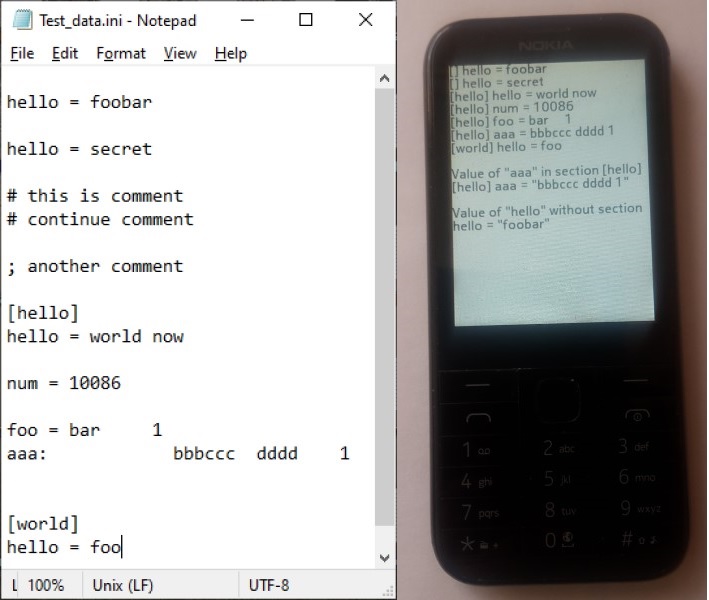 Test_data.ini - Notepad
File Edit Format View Help
hello = foobar
hello = secret
# this is comment
# continue comment
; another comment
[hello]
hello = world now
num = 10086
foo = bar     1
aaa:            bbbccc  dddd    1
[world]
hello = foo
100% Unix (LF) UTF-8
NOKIA
[] hello = foobar
[] hello = secret
[hello] hello = world now
[hello] num = 10086
[hello] foo = bar    1
[hello] aaa = bbbccc dddd 1
[world] hello = foo
Value of "aaa" in section [hello]
[hello] aaa = "bbbccc dddd 1"
Value of "hello" without section
hello = "foobar"
1
2 abc
3 def
4 ghi
5 jkl
6 mno
7 pqrs
8 tuv
9 wxyz
* +
0
#